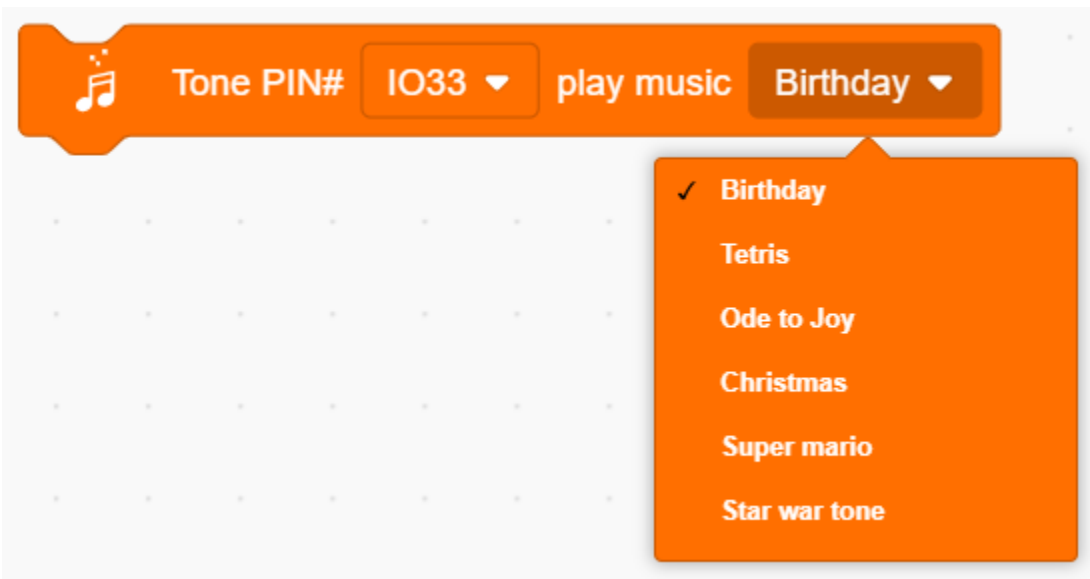 Tone PIN# IO33 play music Birthday
Birthday
Tetris
Ode to Joy
Christmas
Super mario
Star war tone